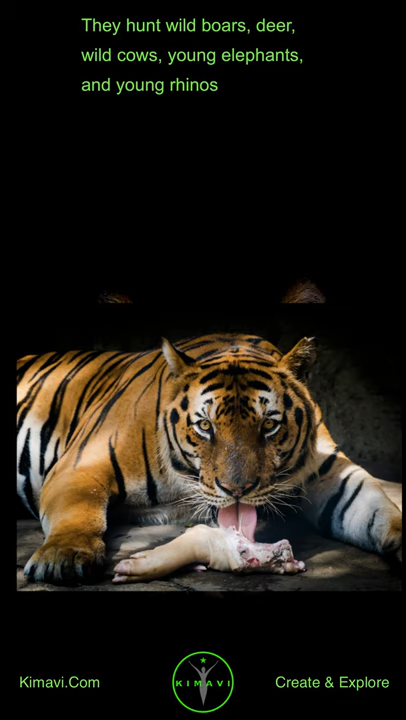 They hunt wild boars, deer,
wild cows, young elephants,
and young rhinos
KIMAVI
Kimavi.Com
Create & Explore